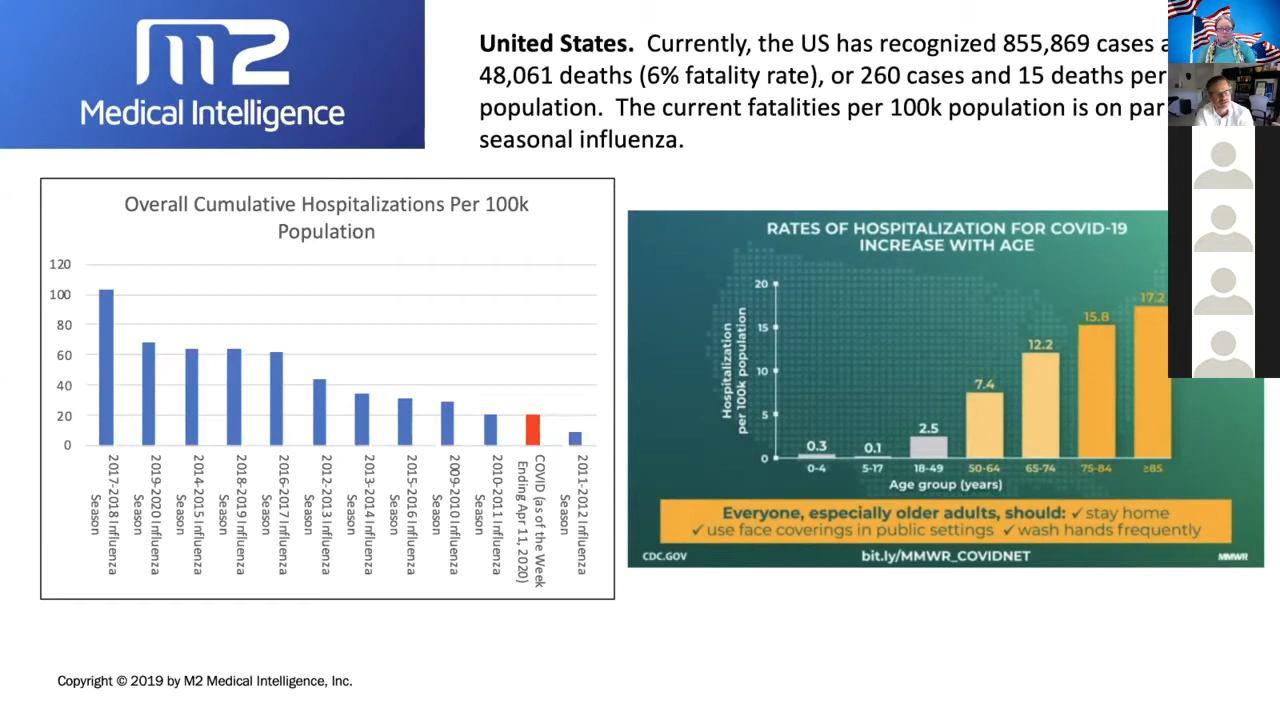 m2
Medical Intelligence
United States. Currently, the US has recognized 855,869 cases
48,061 deaths (6% fatality rate), or 260 cases and 15 deaths per
population. The current fatalities per 100k population is on par
seasonal influenza.
Overall Cumulative Hospitalizations Per 100k
Population
120
100
80
60
40
20
0
2017-2018 Influenza
Season
2019-2020 Influenza
Season
2014-2015 Influenza
Season
2018-2019 Influenza
Season
2016-2017 Influenza
Season
2012-2013 Influenza
Season
2013-2014 Influenza
Season
2015-2016 Influenza
Season
2009-2010 Influenza
Season
2010-2011 Influenza
Season
COVID (as of the Week
Ending Apr 11, 2020)
2011-2012 Influenza
Season
RATES OF HOSPITALIZATION FOR COVID-19
INCREASE WITH AGE
Hospitalization
per 100k population
20
15
10
5
0
0.3
0.1
2.5
7.4
12.2
15.8
17.2
0-4
5-17
18-49
50-64
65-74
75-84
≥85
Age group (years)
Everyone, especially older adults, should: ✓ stay home
✓ use face coverings in public settings ✓ wash hands frequently
CDC.GOV
bit.ly/MMWR_COVIDNET
MMWR
Copyright © 2019 by M2 Medical Intelligence, Inc.